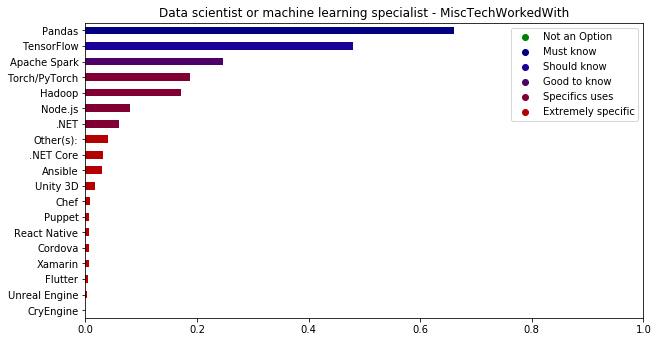 Data scientist or machine learning specialist - MiscTechWorkedWith
Pandas
TensorFlow
Apache Spark
Torch/PyTorch
Hadoop
Node.js
.NET
Other(s):
.NET Core
Ansible
Unity 3D
Chef
Puppet
React Native
Cordova
Xamarin
Flutter
Unreal Engine
CryEngine
Not an Option
Must know
Should know
Good to know
Specifics uses
Extremely specific
0.0
0.2
0.4
0.6
0.8
1.0